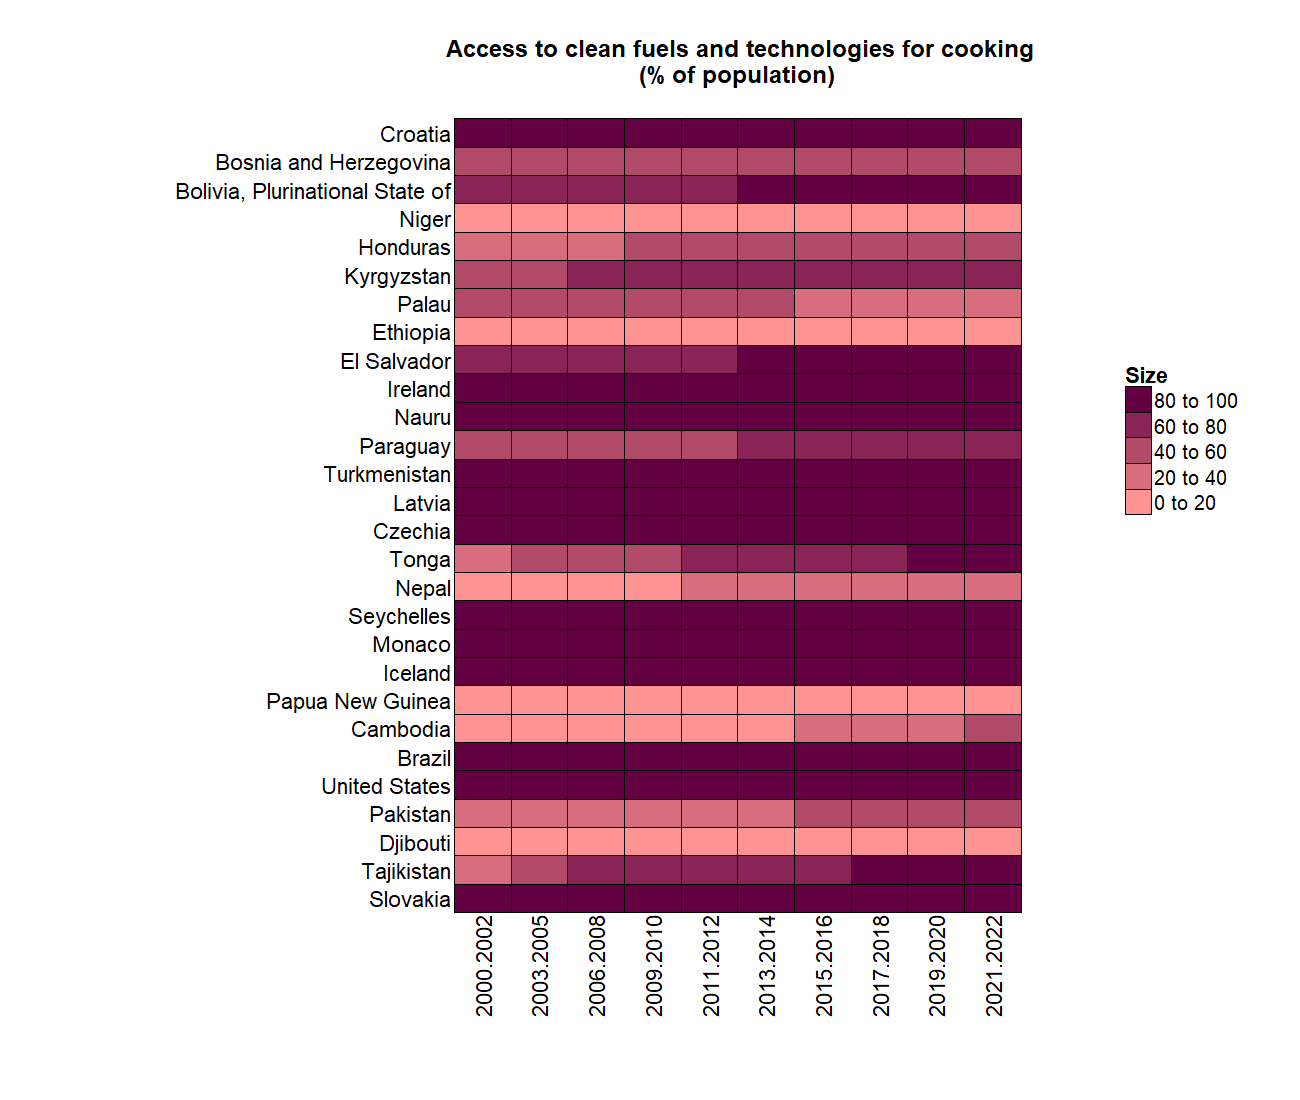 Access to clean fuels and technologies for cooking
(% of population)
Croatia
Bosnia and Herzegovina
Bolivia, Plurinational State of
Niger
Honduras
Kyrgyzstan
Palau
Ethiopia
El Salvador
Ireland
Nauru
Paraguay
Turkmenistan
Latvia
Czechia
Tonga
Nepal
Seychelles
Monaco
Iceland
Papua New Guinea
Cambodia
Brazil
United States
Pakistan
Djibouti
Tajikistan
Slovakia
2000.2002
2003.2005
2006.2008
2009.2010
2011.2012
2013.2014
2015.2016
2017.2018
2019.2020
2021.2022
Size
80 to 100
60 to 80
40 to 60
20 to 40
0 to 20